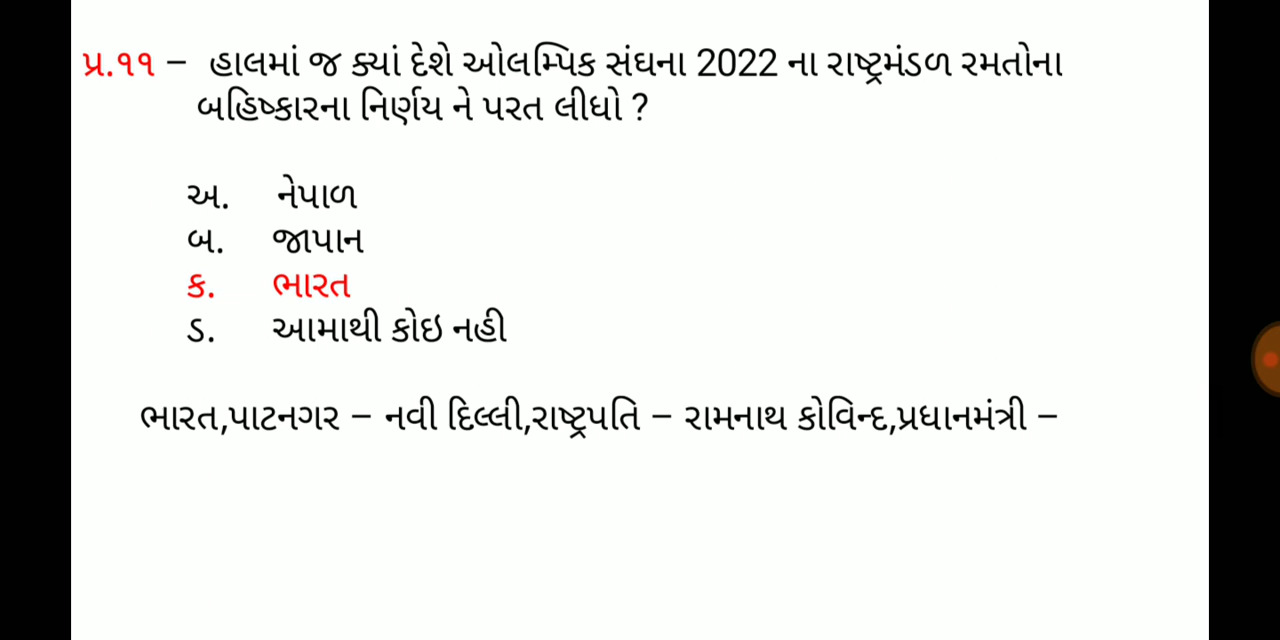 પ્ર.૧૧ – હાલમાં જ ક્યાં દેશે ઓલમ્પિક સંઘના 2022 ના રાષ્ટ્રમંડળ રમતોના
બહિષ્કારના નિર્ણય ને પરત લીધો ?
અ. નેપાળ
બ. જાપાન
ક. ભારત
ડ. આમાથી કોઇ નહી
ભારત,પાટનગર – નવી દિલ્લી,રાષ્ટ્રપતિ – રામનાથ કોવિન્દ,પ્રધાનમંત્રી –